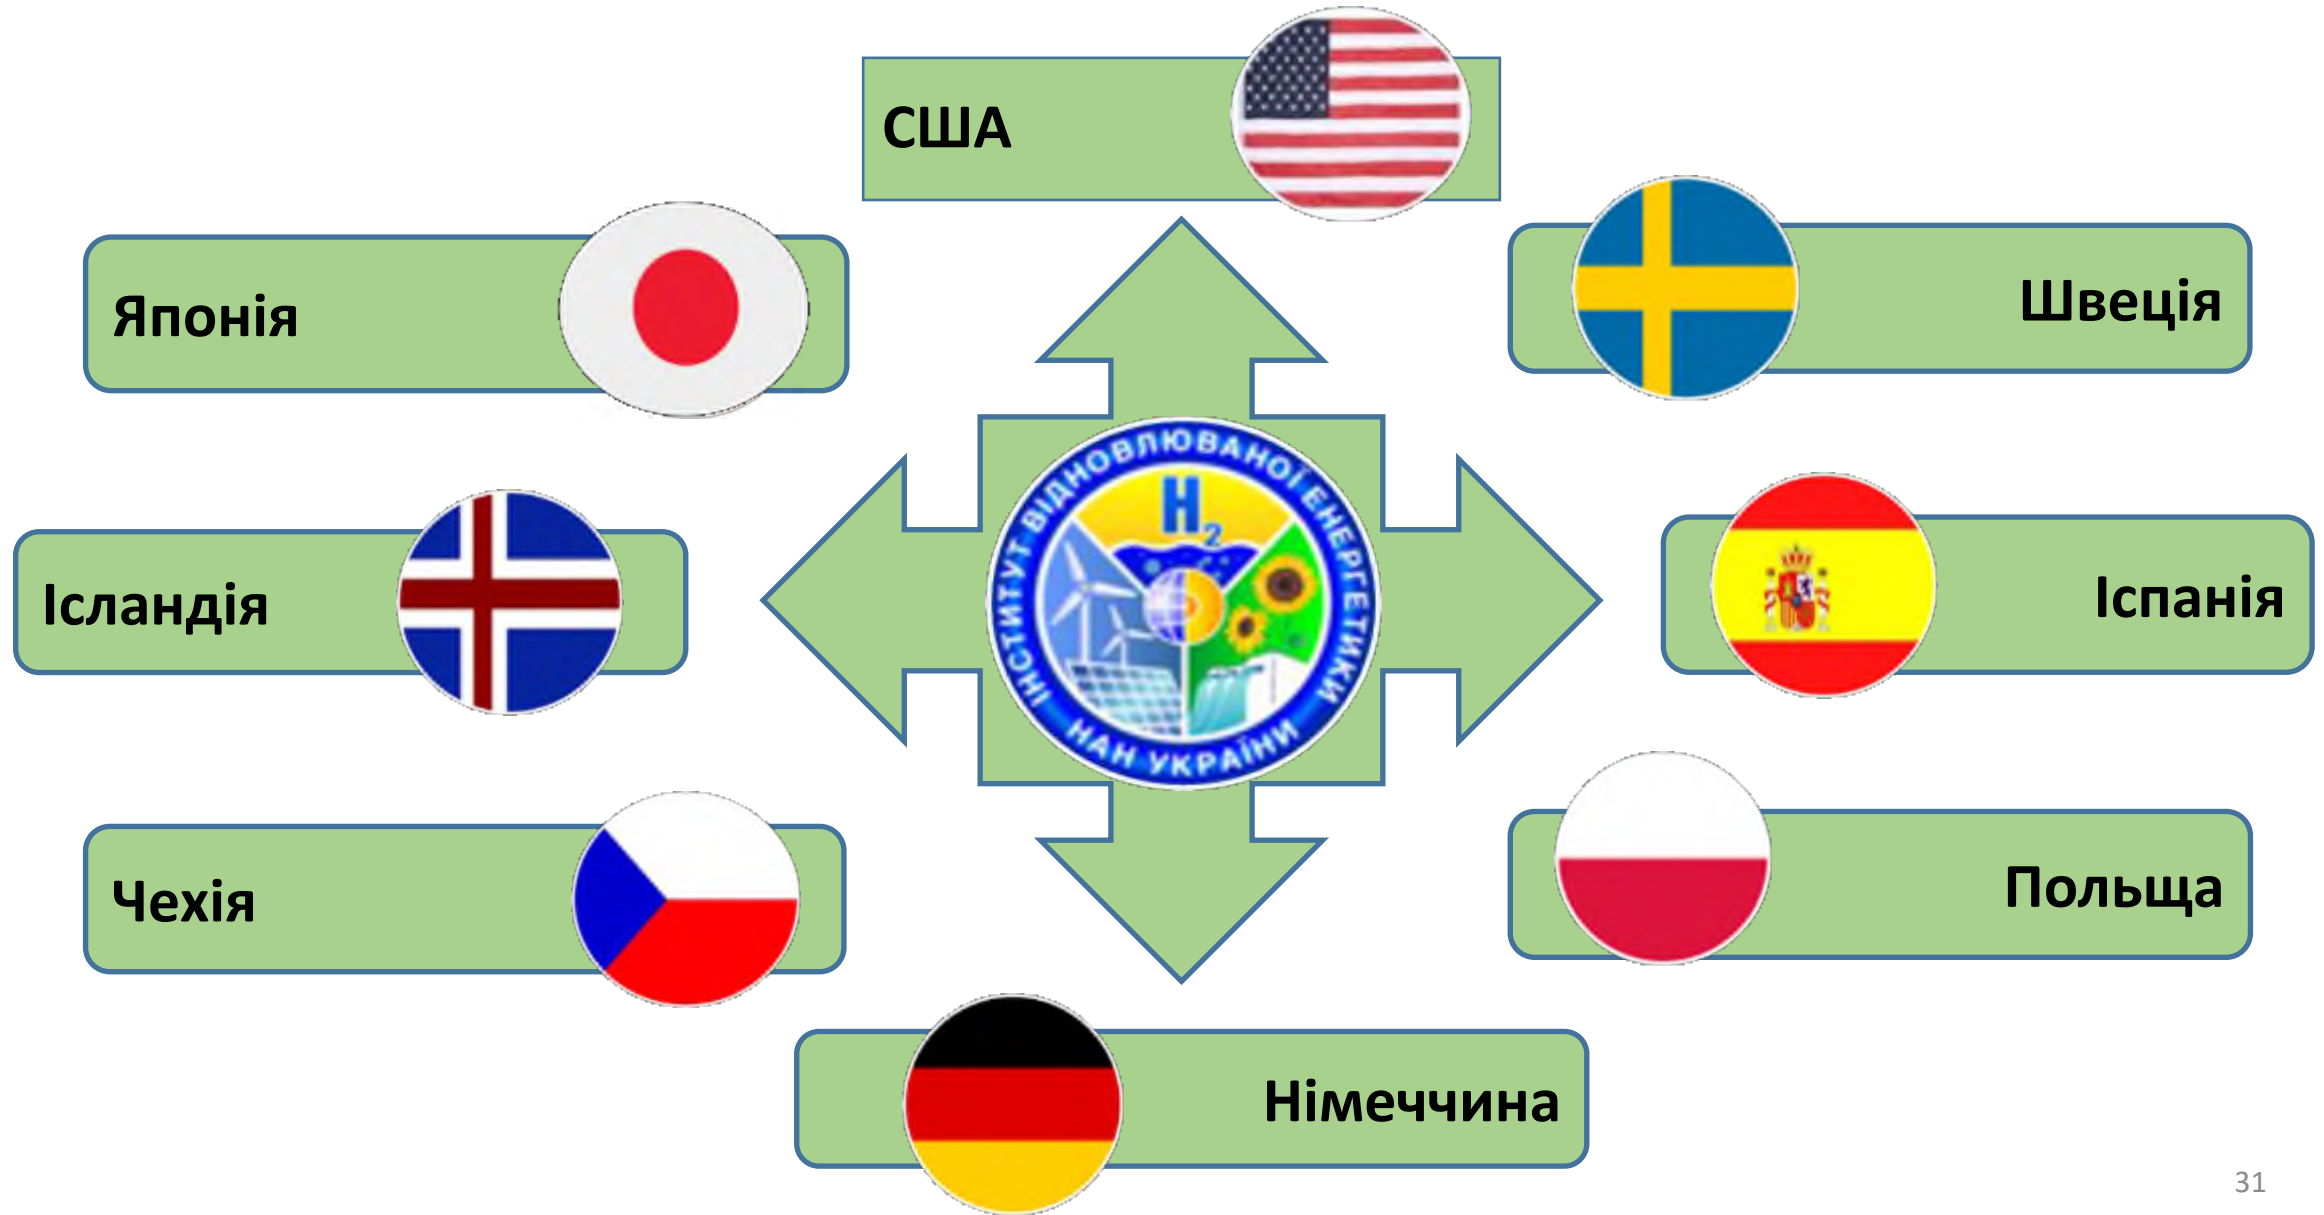 США
Японія
Швеція
ІНСТИТУТ ВІДНОВЛЮВАНОЇ ЕНЕРГЕТИКИ
H2
НАН УКРАЇНИ
Ісландія
Іспанія
Чехія
Польща
Німеччина
31